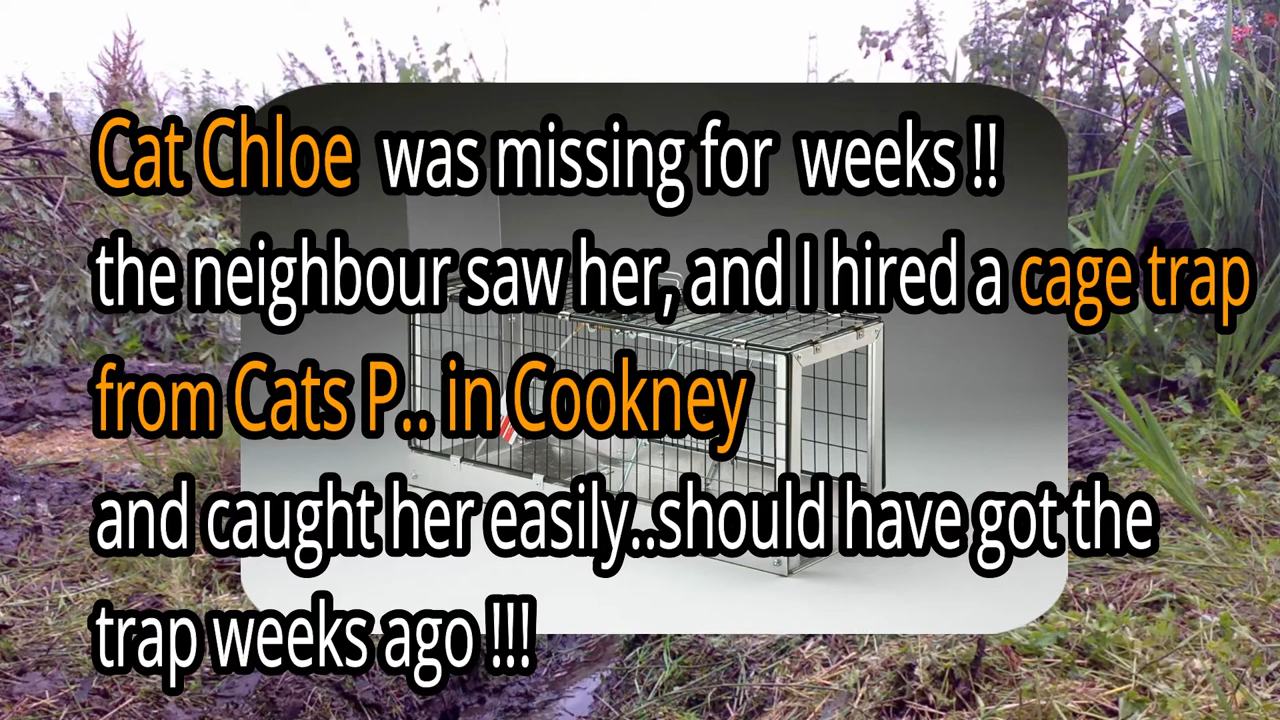 Cat Chloe was missing for weeks !!
the neighbour saw her, and I hired a cage trap
from Cats P.. in Cookney
and caught her easily..should have got the
trap weeks ago !!!